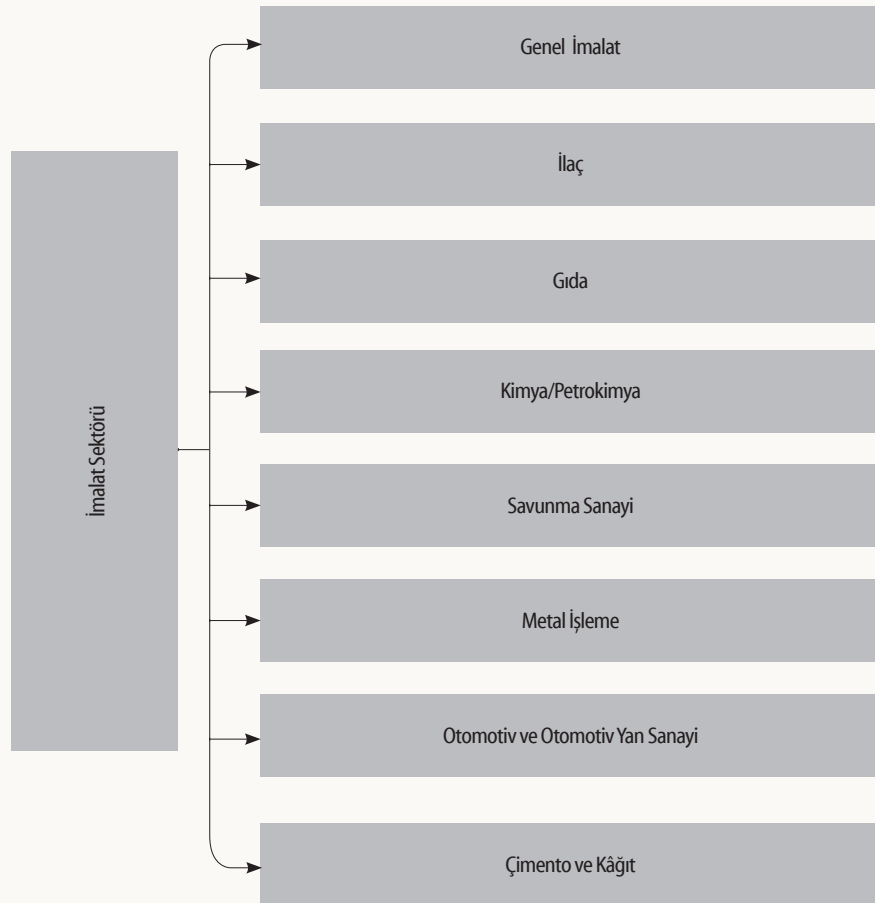 İmalat Sektörü
Genel İmalat
İlaç
Gıda
Kimya/Petrokimya
Savunma Sanayi
Metal İşleme
Otomotiv ve Otomotiv Yan Sanayi
Çimento ve Kâğıt